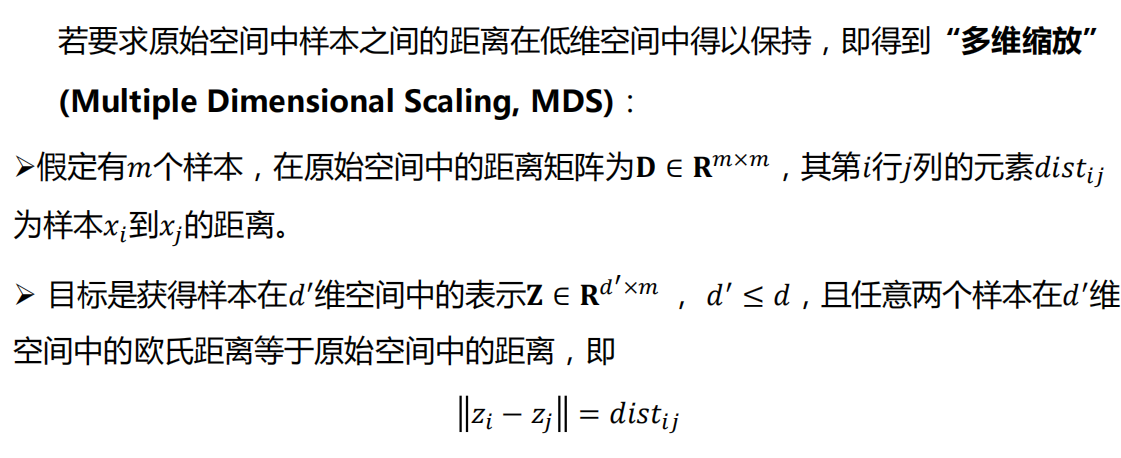 若要求原始空间中样本之间的距离在低维空间中得以保持，即得到“多维缩放”
(Multiple Dimensional Scaling, MDS)：
➢假定有𝑚个样本，在原始空间中的距离矩阵为𝐃 ∈ 𝐑^{𝑚×𝑚}，其第𝑖行𝑗列的元素𝑑𝑖𝑠𝑡_{𝑖𝑗}
为样本𝑥_𝑖到𝑥_𝑗的距离。
➢ 目标是获得样本在𝑑′维空间中的表示𝐙 ∈ 𝐑^{𝑑′×𝑚} ， 𝑑′ ≤ 𝑑，且任意两个样本在𝑑′维
空间中的欧氏距离等于原始空间中的距离，即
‖𝑧_𝑖 − 𝑧_𝑗‖ = 𝑑𝑖𝑠𝑡_{𝑖𝑗}